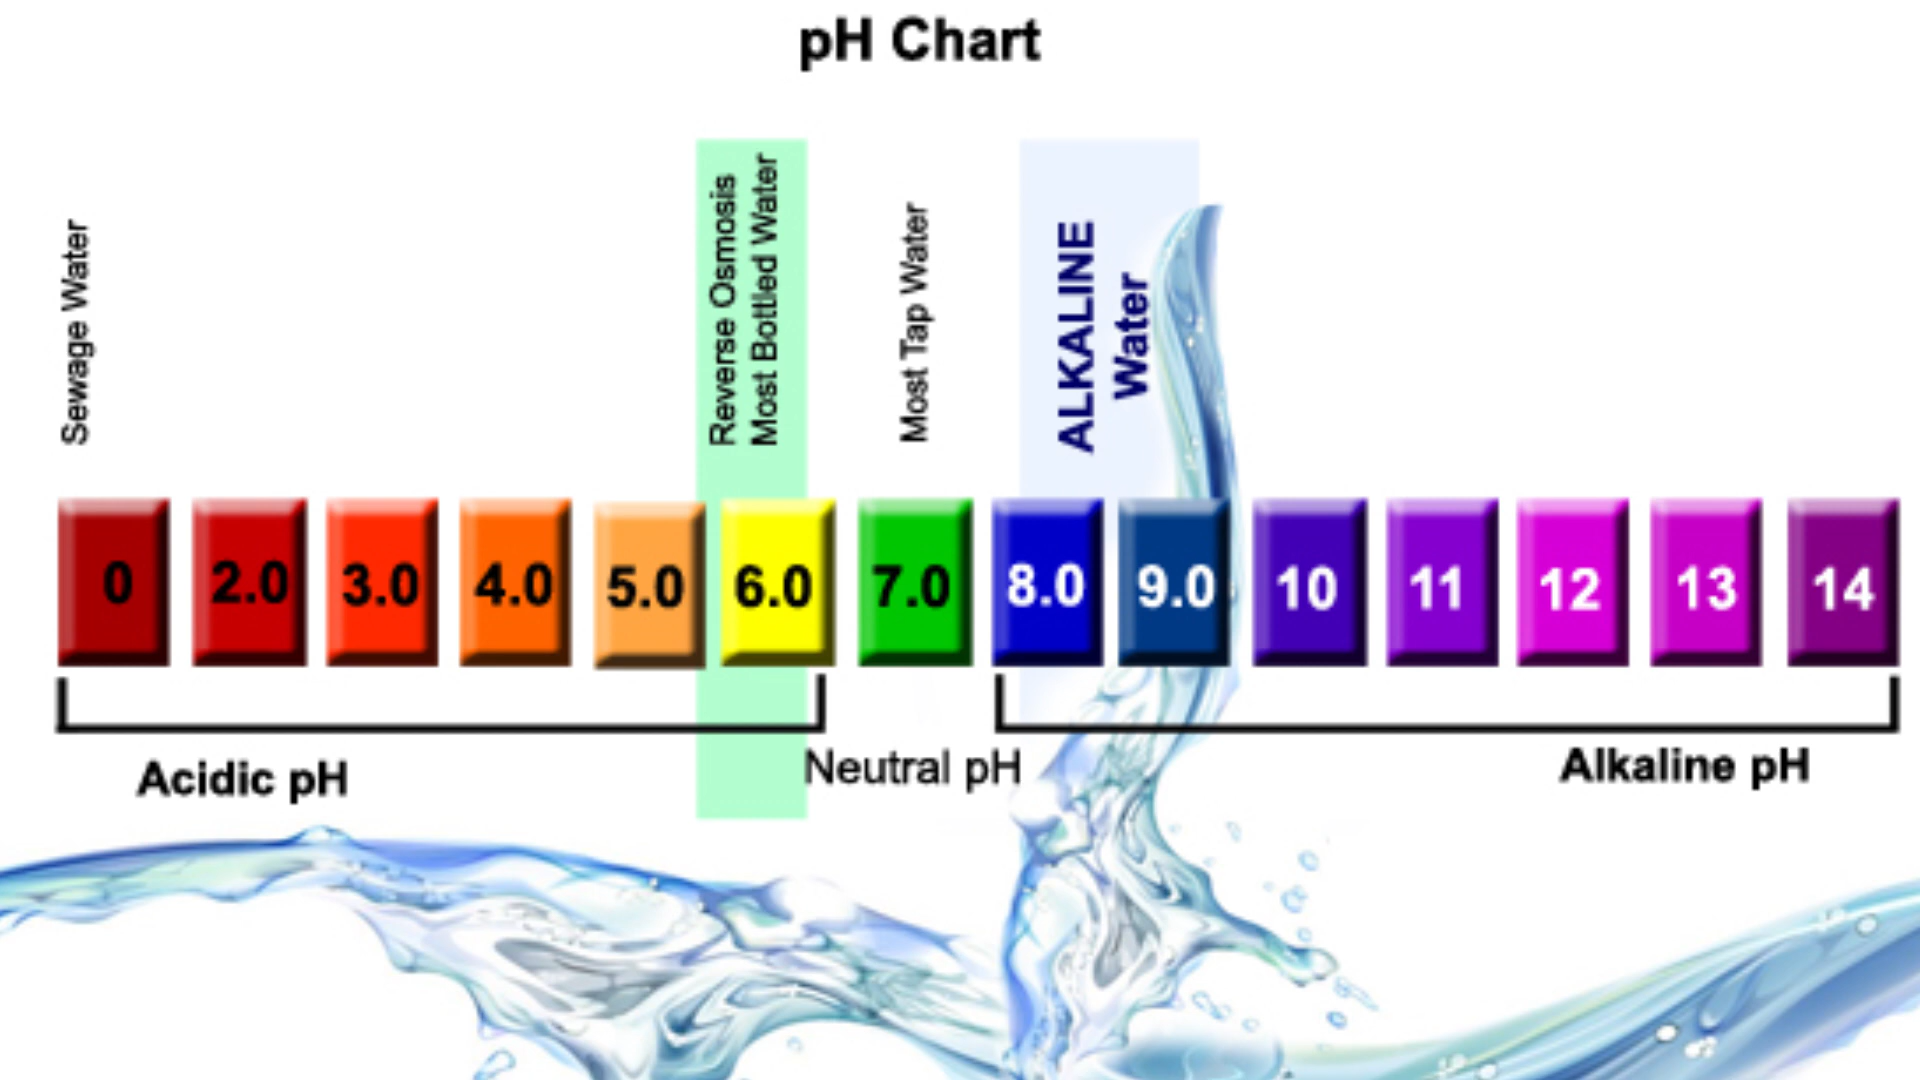 pH Chart
Sewage Water
Reverse Osmosis
Most Bottled Water
Most Tap Water
ALKALINE
Water
0 2.0 3.0 4.0 5.0 6.0 7.0 8.0 9.0 10 11 12 13 14
Acidic pH
Neutral pH
Alkaline pH